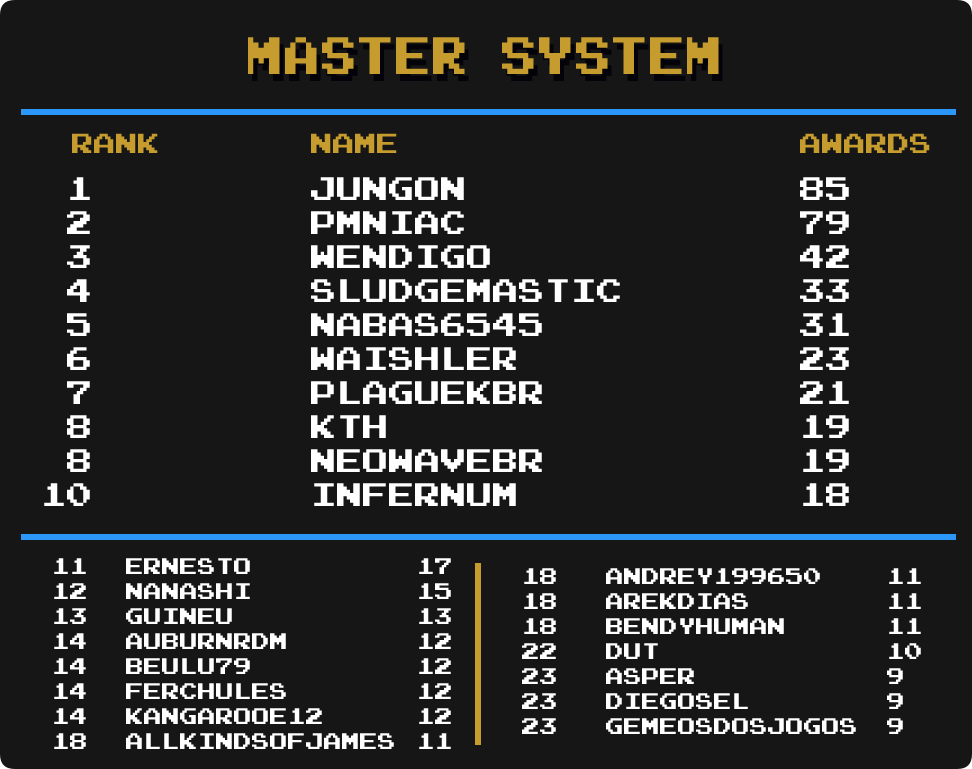 MASTER SYSTEM
RANK NAME AWARDS
1 JUNGON 85
2 PMNIAC 79
3 WENDIGO 42
4 SLUDGEMASTIC 33
5 NABAS6545 31
6 WAISHLER 23
7 PLAGUEKBR 21
8 KTH 19
8 NEOWAVEBR 19
10 INFERNUM 18
11 ERNESTO 17
12 NANASHI 15
13 GUINEU 13
14 AUBURNRDM 12
14 BEULU79 12
14 FERCHULES 12
14 KANGAROOE12 12
18 ALLKINDSOFJAMES 11
18 ANDREY199650 11
18 AREKDIAS 11
18 BENDYHUMAN 11
22 DUT 10
23 ASPER 9
23 DIEGOSEL 9
23 GEMEOSDOSJOGOS 9